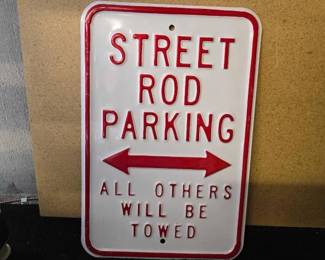 STREET
ROD
PARKING
ALL OTHERS
WILL BE
TOWED